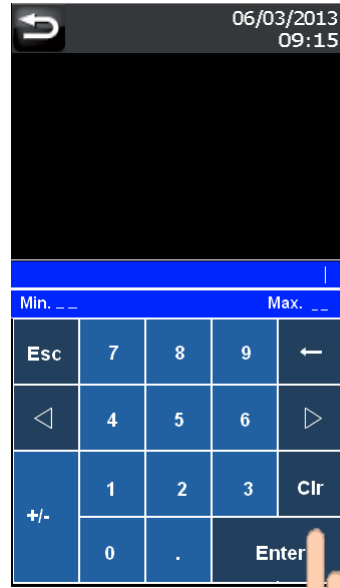 06/03/2013
09:15
Min. _ _ Max. _ _
Esc 7 8 9 ←
◁ 4 5 6 ▷
+/- 1 2 3 Clr
0 . Enter